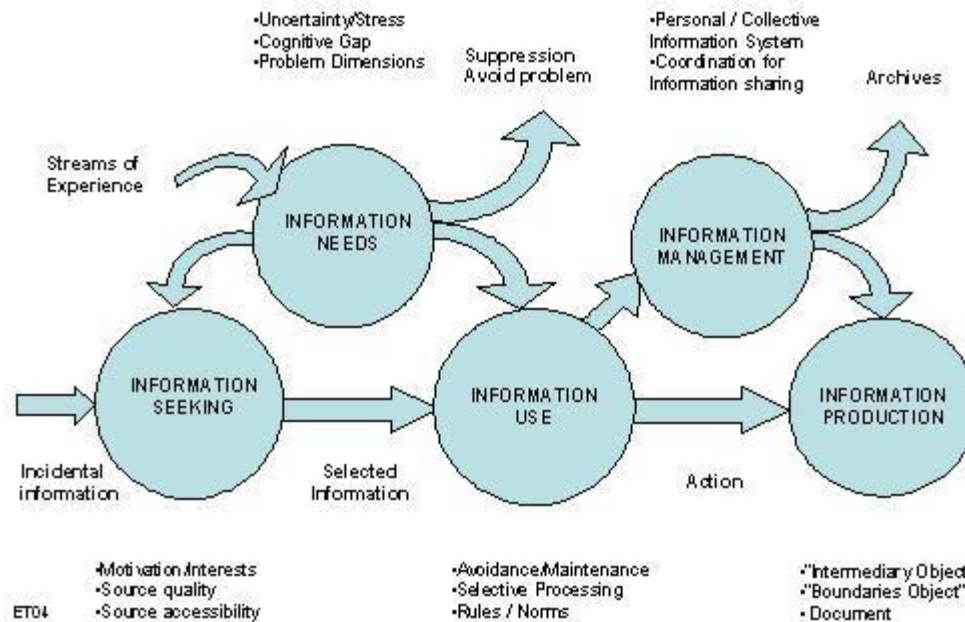 •Uncertainty/Stress
•Cognitive Gap
•Problem Dimensions
Suppression
Avoid problem
•Personal / Collective
Information System
•Coordination for
Information sharing
Archives
Streams of
Experience
INFORMATION
NEEDS
INFORMATION
MANAGEMENT
INFORMATION
SEEKING
INFORMATION
USE
INFORMATION
PRODUCTION
Incidental
information
Selected
Information
Action
•Motivation/Interests
•Source quality
•Source accessibility
•Avoidance/Maintenance
•Selective Processing
•Rules / Norms
•"Intermediary Object
•"Boundaries Object"
• Document
ET04